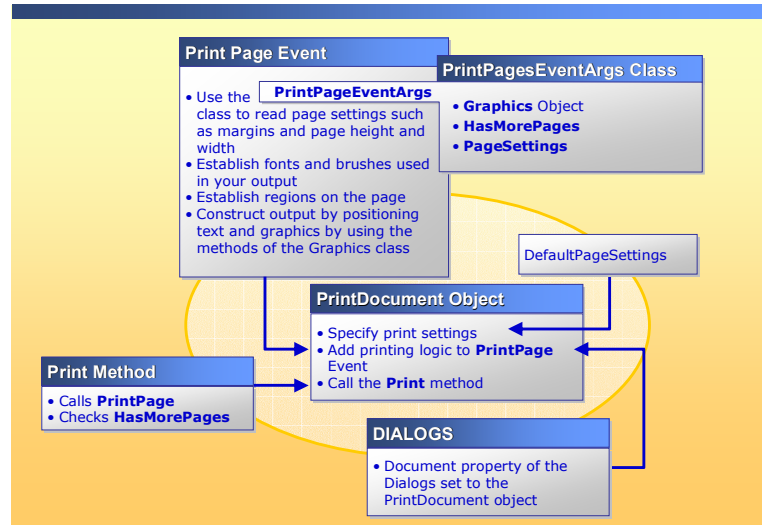 Print Page Event
• Use the PrintPageEventArgs
class to read page settings such
as margins and page height and
width
• Establish fonts and brushes used
in your output
• Establish regions on the page
• Construct output by positioning
text and graphics by using the
methods of the Graphics class
PrintPagesEventArgs Class
• Graphics Object
• HasMorePages
• PageSettings
DefaultPageSettings
PrintDocument Object
• Specify print settings
• Add printing logic to PrintPage
Event
• Call the Print method
Print Method
• Calls PrintPage
• Checks HasMorePages
DIALOGS
• Document property of the
Dialogs set to the
PrintDocument object